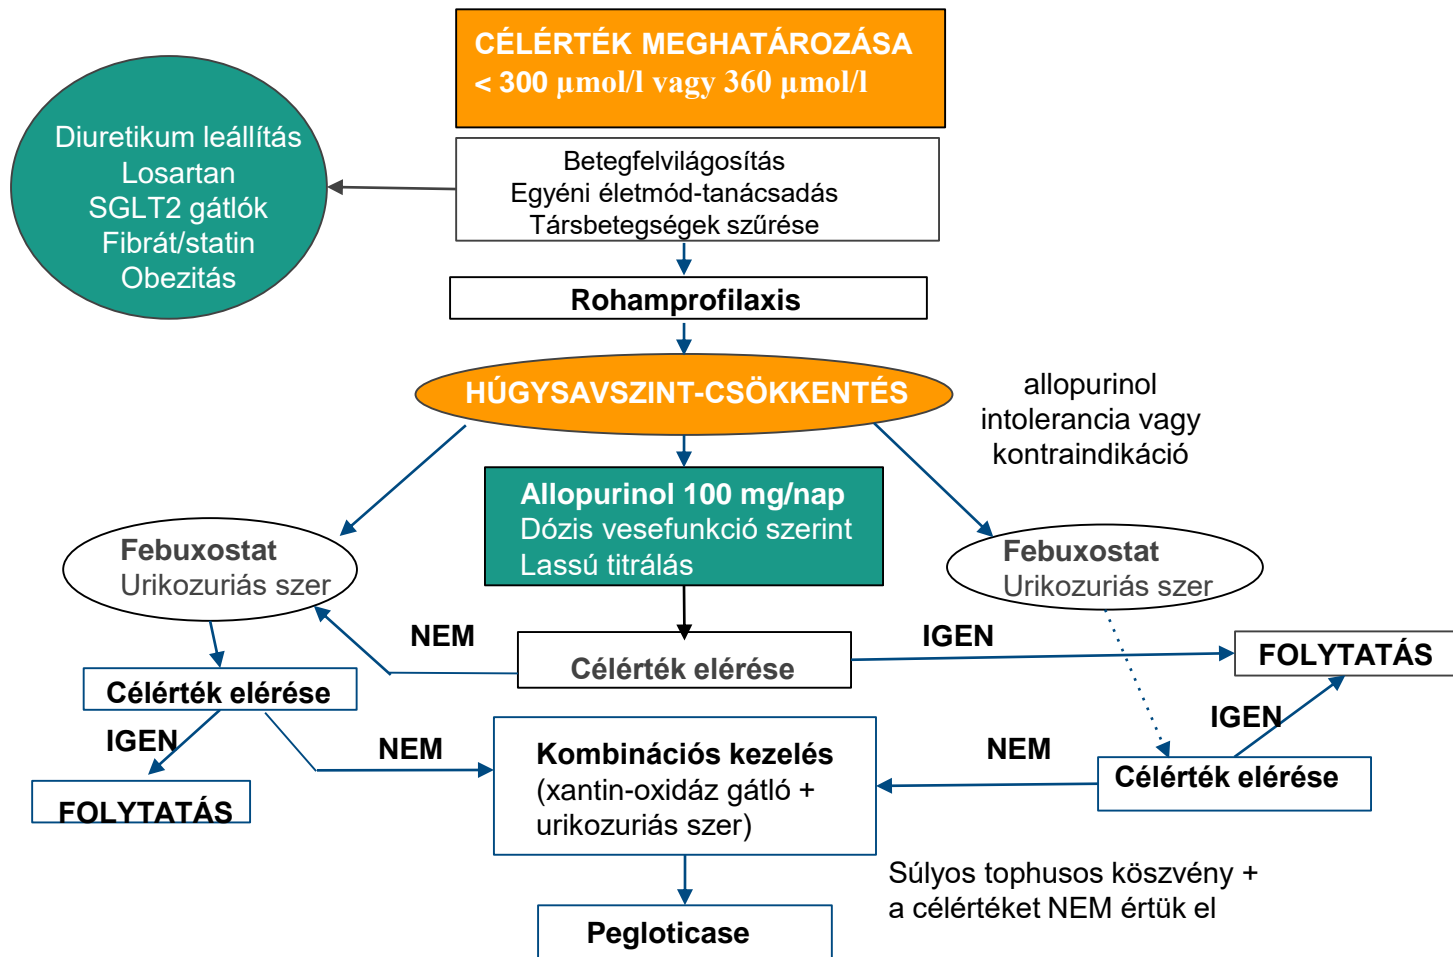 CÉLÉRTÉK MEGHATÁROZÁSA
< 300 µmol/l vagy 360 µmol/l
Diuretikum leállítás
Losartan
SGLT2 gátlók
Fibrát/statin
Obezitás
Betegfelvilágosítás
Egyéni életmód-tanácsadás
Társbetegségek szűrése
Rohamprofilaxis
HÚGYSAVSZINT-CSÖKKENTÉS
allopurinol
intolerancia vagy
kontraindikáció
Allopurinol 100 mg/nap
Dózis vesefunkció szerint
Lassú titrálás
Febuxostat
Urikozuriás szer
Febuxostat
Urikozuriás szer
NEM
Célérték elérése
IGEN
FOLYTATÁS
Célérték elérése
IGEN
NEM
FOLYTATÁS
Kombinációs kezelés
(xantin-oxidáz gátló +
urikozuriás szer)
NEM
IGEN
Célérték elérése
Súlyos tophusos köszvény +
a célértéket NEM értük el
Pegloticase